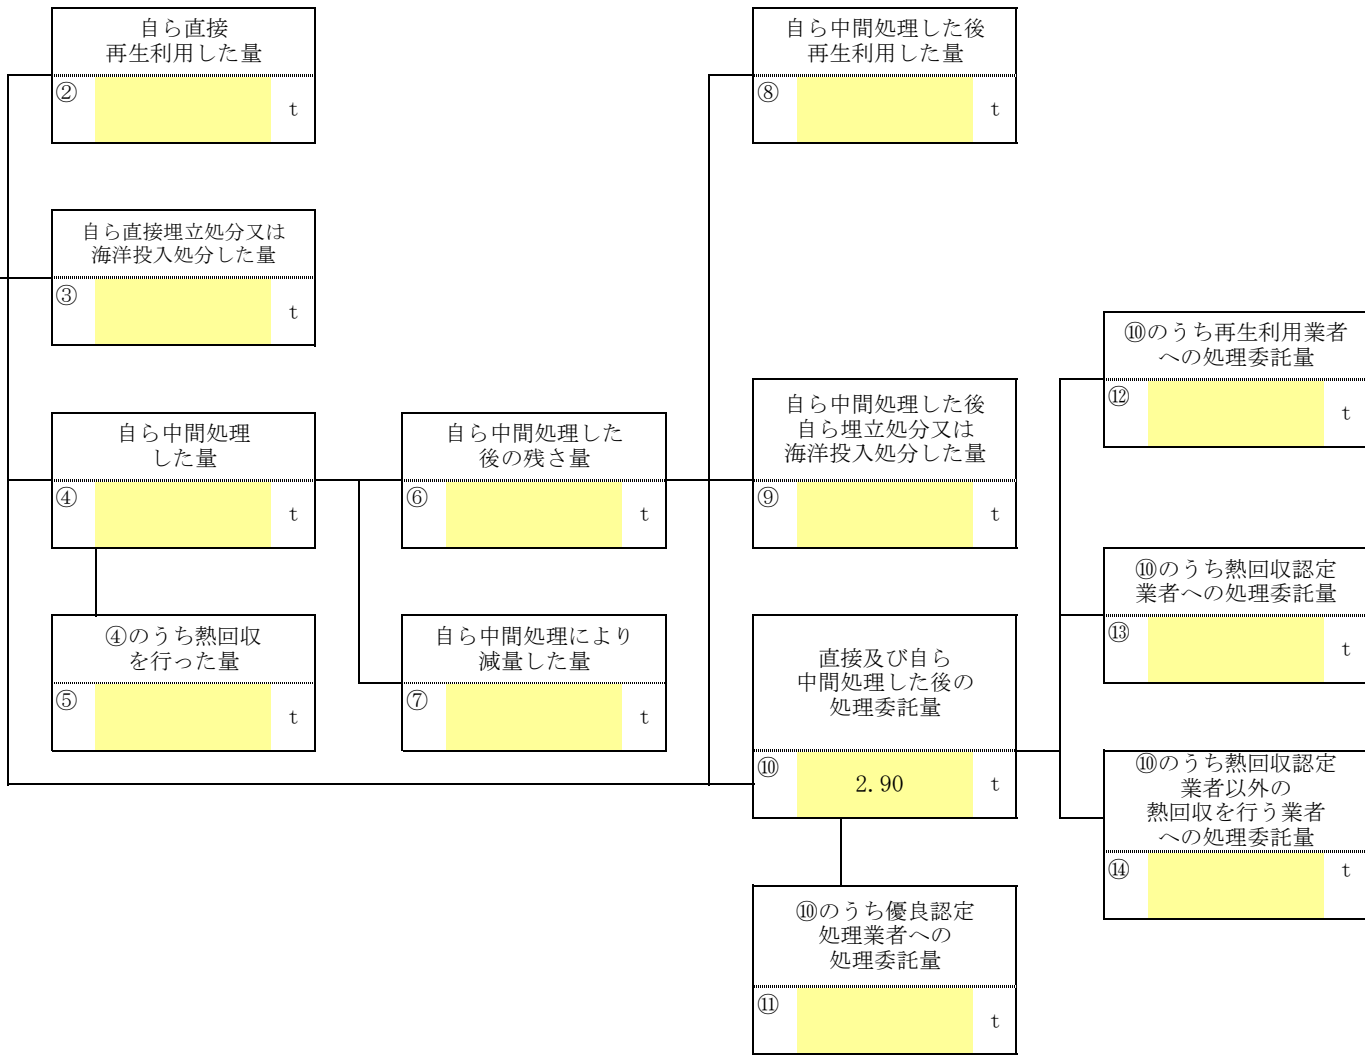 自ら直接
再生利用した量
②
t
自ら中間処理した後
再生利用した量
⑧
t
自ら直接埋立処分又は
海洋投入処分した量
③
t
⑩のうち再生利用業者
への処理委託量
⑫
t
自ら中間処理
した量
④
t
自ら中間処理した
後の残さ量
⑥
t
自ら中間処理した後
自ら埋立処分又は
海洋投入処分した量
⑨
t
⑩のうち熱回収認定
業者への処理委託量
⑬
t
④のうち熱回収
を行った量
⑤
t
自ら中間処理により
減量した量
⑦
t
直接及び自ら
中間処理した後の
処理委託量
⑩
2.90
t
⑩のうち熱回収認定
業者以外の
熱回収を行う業者
への処理委託量
⑭
t
⑩のうち優良認定
処理業者への
処理委託量
⑪
t